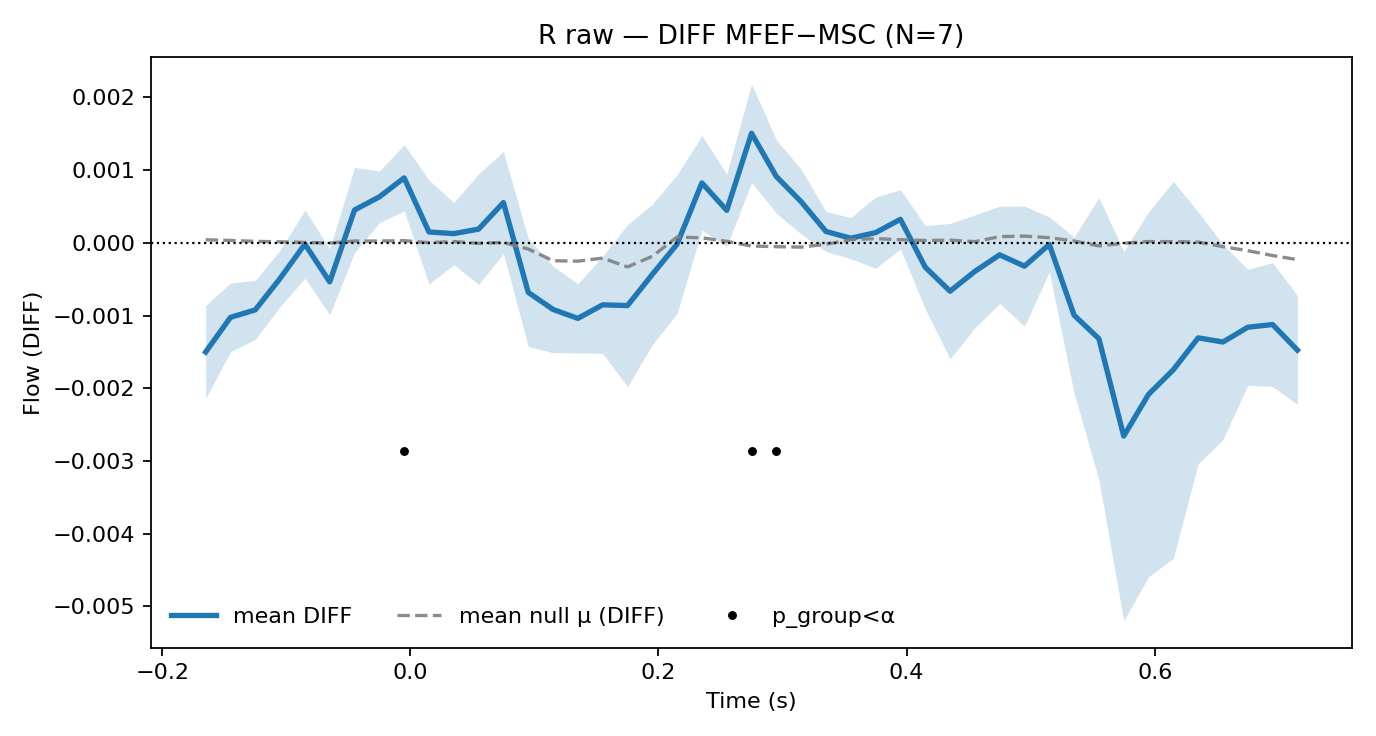 R raw — DIFF MFEF−MSC (N=7)
Flow (DIFF)
0.002
0.001
0.000
−0.001
−0.002
−0.003
−0.004
−0.005
mean DIFF
mean null μ (DIFF)
p_group<α
−0.2
0.0
0.2
0.4
0.6
Time (s)